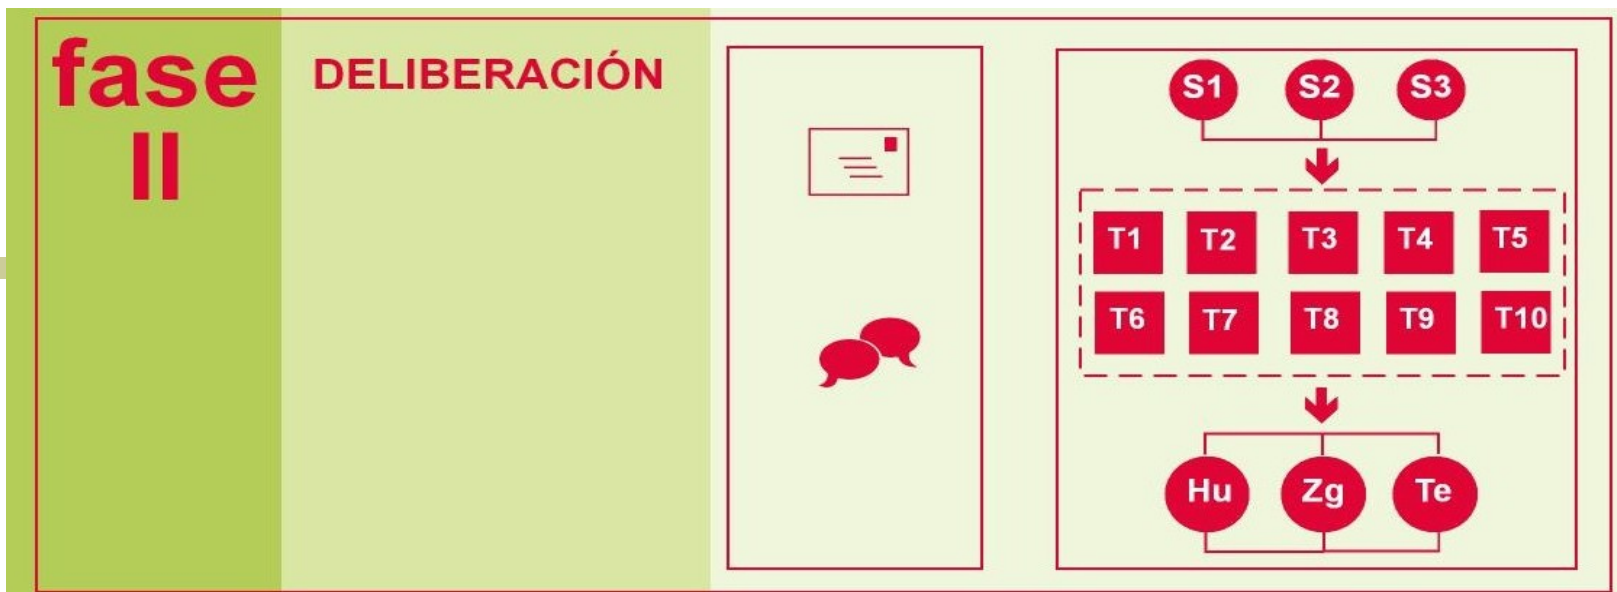 fase
II
DELIBERACIÓN
S1 S2 S3
T1 T2 T3 T4 T5
T6 T7 T8 T9 T10
Hu Zg Te